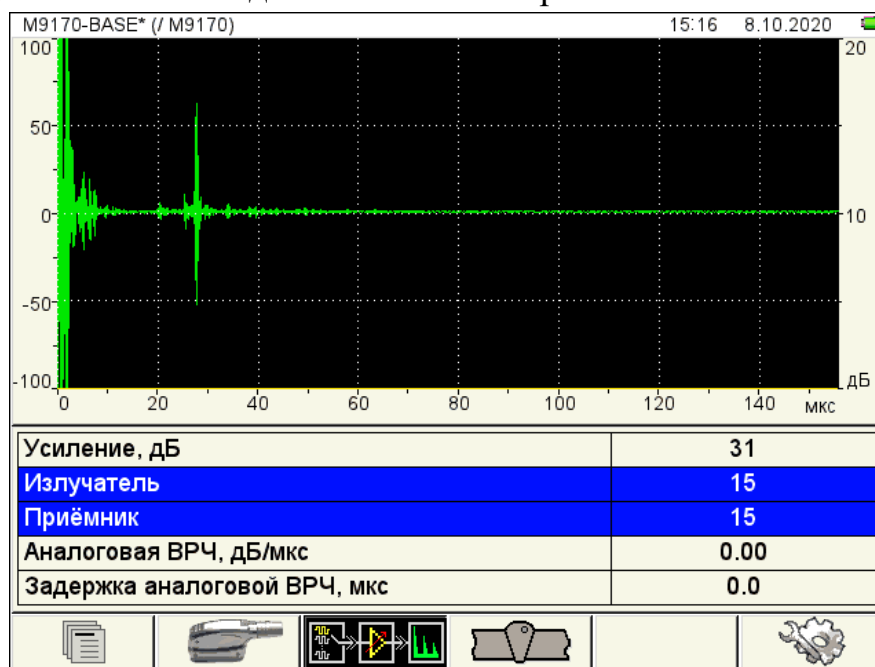 M9170-BASE* (/ M9170) 15:16 8.10.2020
100 20
50
0 10
-50
-100 дБ
0 20 40 60 80 100 120 140 мкс
Усиление, дБ 31
Излучатель 15
Приёмник 15
Аналоговая ВРЧ, дБ/мкс 0.00
Задержка аналоговой ВРЧ, мкс 0.0